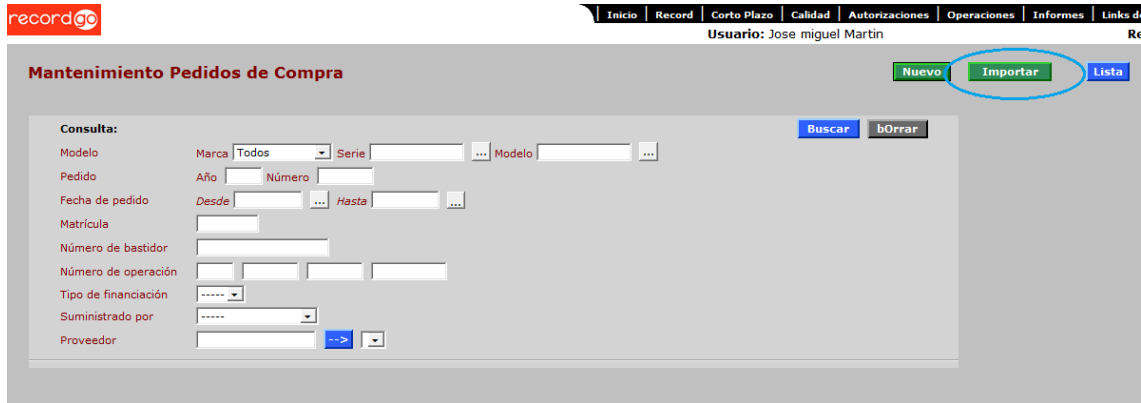 recordgo
Inicio | Record | Corto Plazo | Calidad | Autorizaciones | Operaciones | Informes | Links de
Usuario: Jose miguel Martin Re
Mantenimiento Pedidos de Compra Nuevo Importar Lista
Consulta: Buscar bOrrar
Modelo Marca Todos Serie ... Modelo ...
Pedido Año Número
Fecha de pedido Desde ... Hasta ...
Matrícula
Número de bastidor
Número de operación
Tipo de financiación -----
Suministrado por -----
Proveedor -->